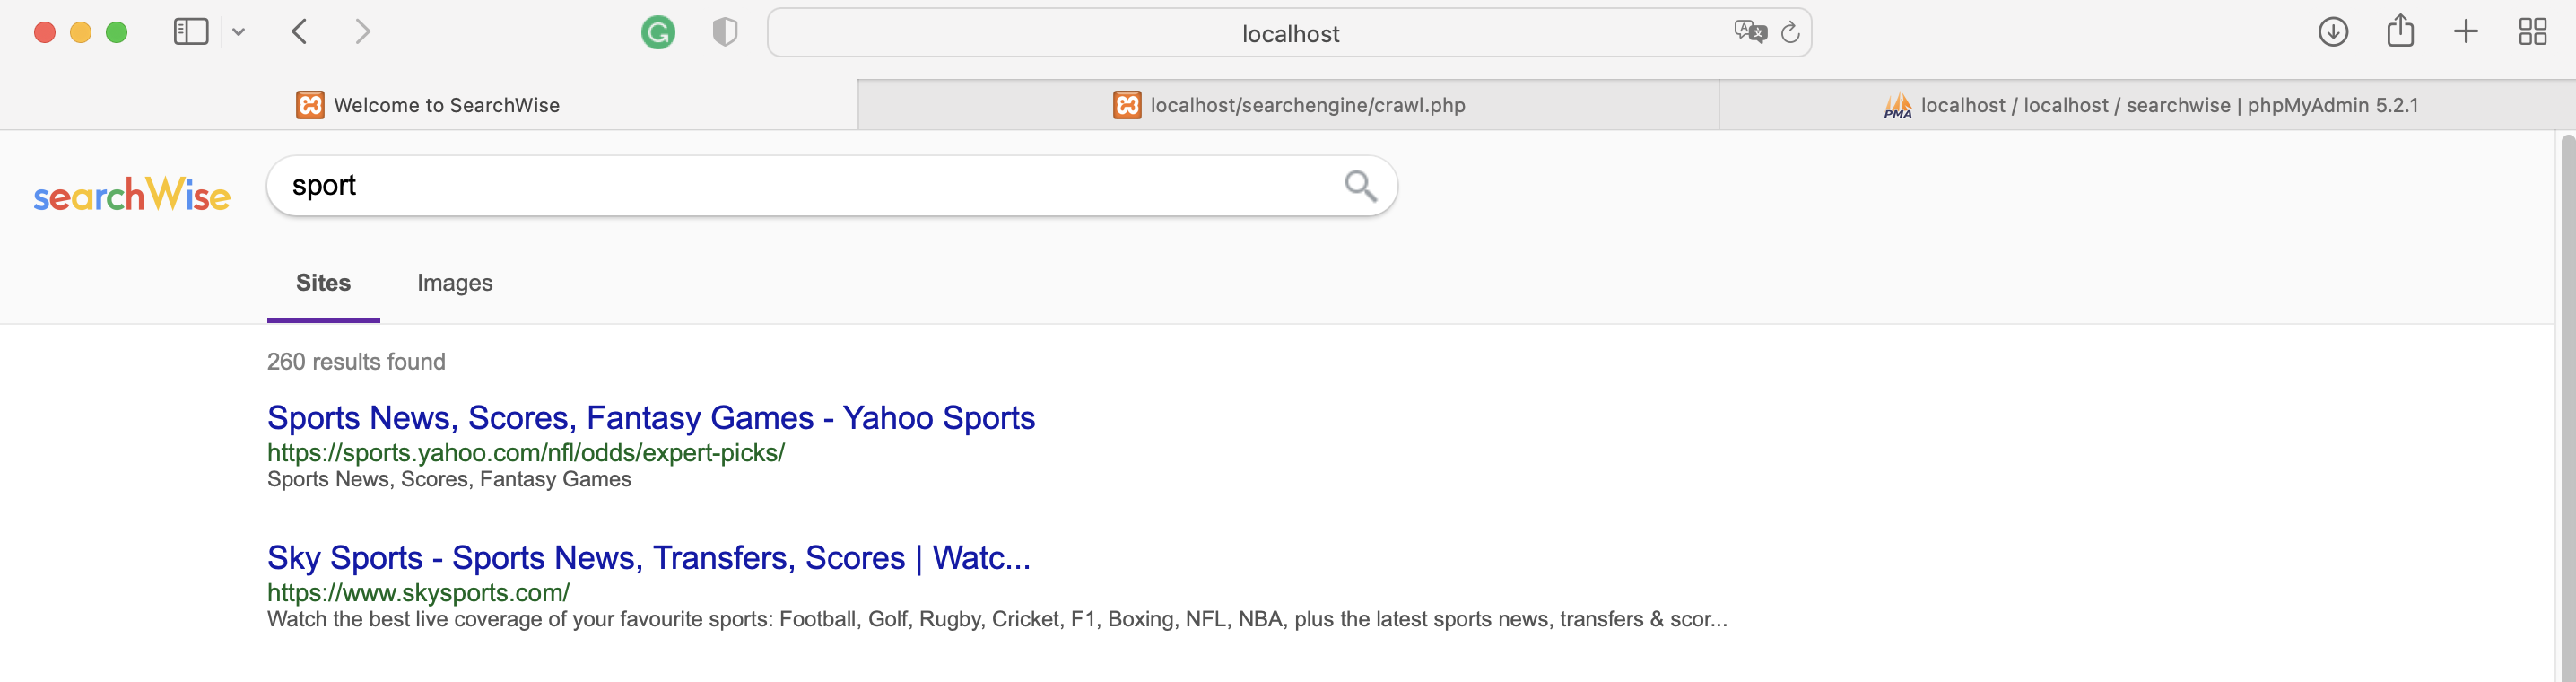 localhost
Welcome to SearchWise
localhost/searchengine/crawl.php
PMA localhost / localhost / searchwise | phpMyAdmin 5.2.1
searchWise
sport
Sites Images
260 results found
Sports News, Scores, Fantasy Games - Yahoo Sports
https://sports.yahoo.com/nfl/odds/expert-picks/
Sports News, Scores, Fantasy Games
Sky Sports - Sports News, Transfers, Scores | Watc...
https://www.skysports.com/
Watch the best live coverage of your favourite sports: Football, Golf, Rugby, Cricket, F1, Boxing, NFL, NBA, plus the latest sports news, transfers & scor...